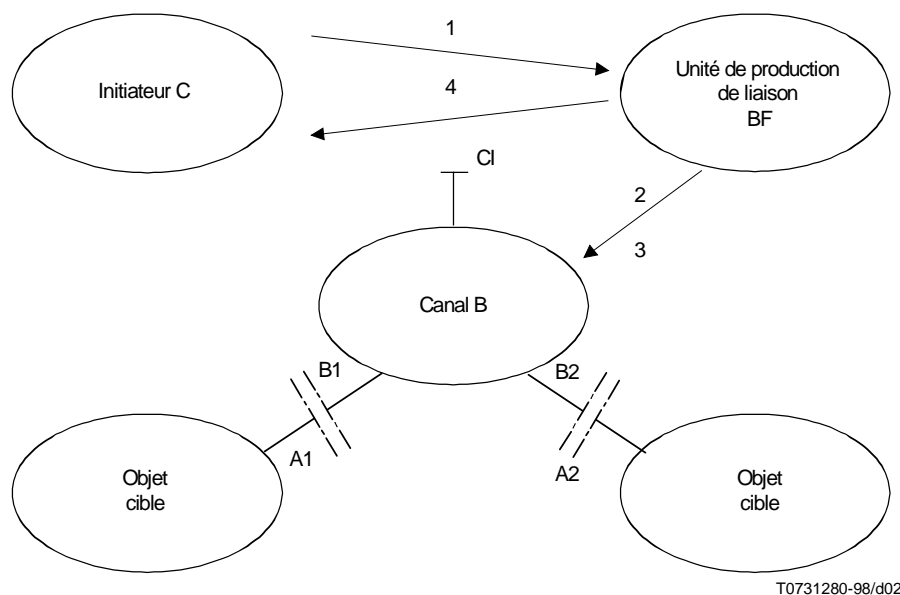 1
Initiateur C
Unité de production
de liaison
BF
4
CI
2
3
Canal B
B1
B2
A1
A2
Objet
cible
Objet
cible
T0731280-98/d02